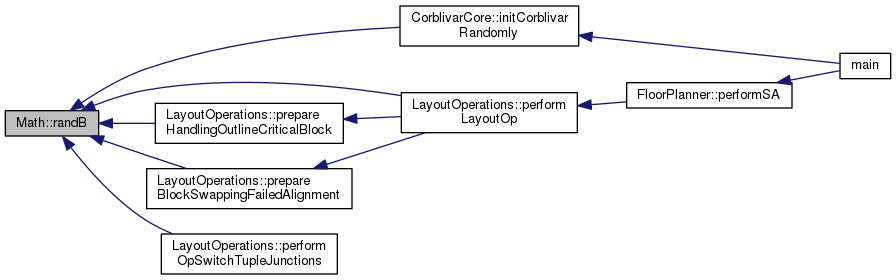 Math::randB
CorblivarCore::initCorblivar
Randomly
LayoutOperations::perform
LayoutOp
LayoutOperations::prepare
HandlingOutlineCriticalBlock
LayoutOperations::prepare
BlockSwappingFailedAlignment
LayoutOperations::perform
OpSwitchTupleJunctions
FloorPlanner::performSA
main